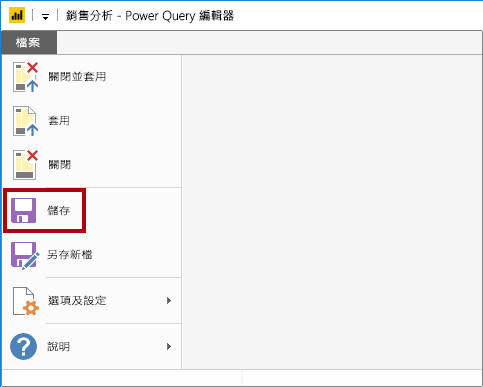 銷售分析 - Power Query 編輯器
檔案
關閉並套用
套用
關閉
儲存
另存新檔
選項及設定
說明